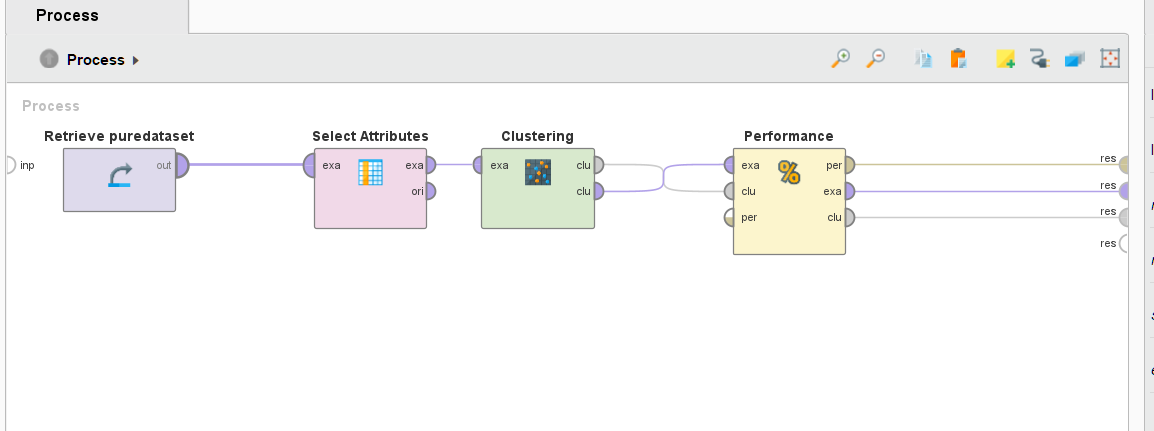 Process
Process
Process
Retrieve puredataset
Select Attributes
Clustering
Performance
inp
out
exa
exa
ori
exa
clu
clu
exa
clu
per
per
exa
clu
res
res
res
res